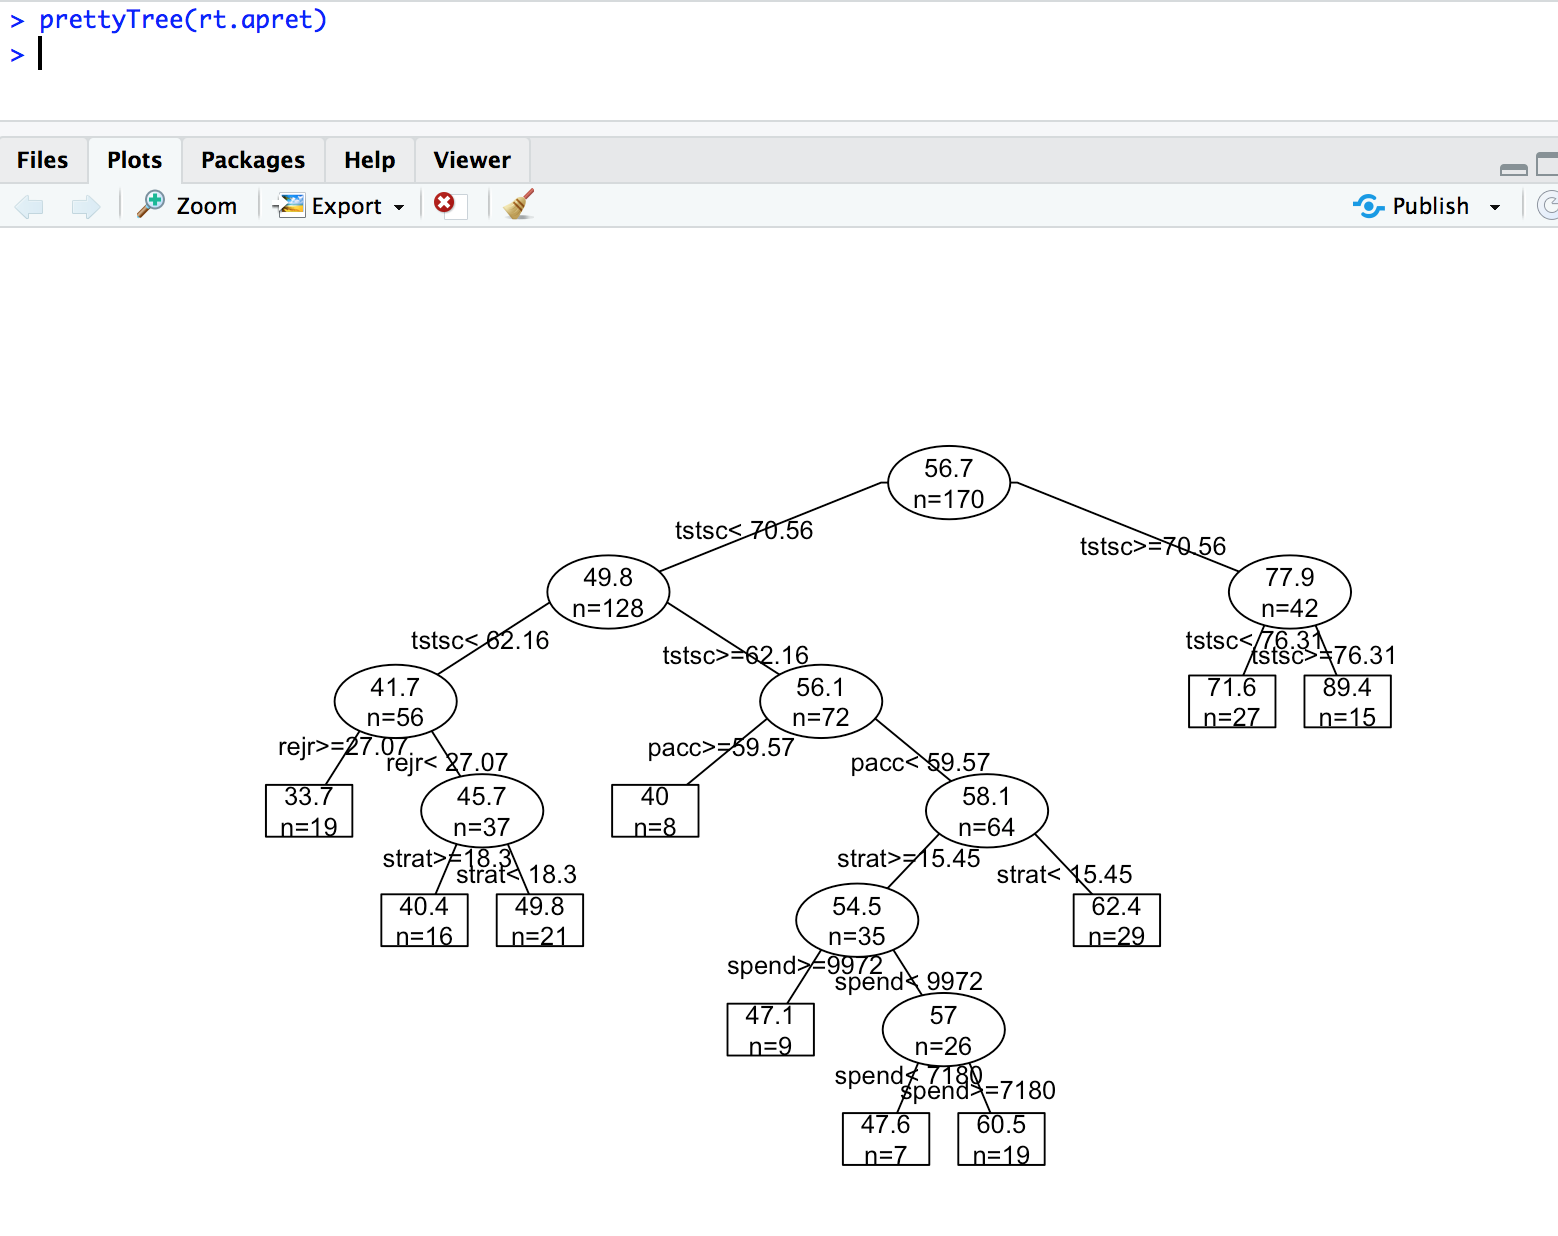 > prettyTree(rt.apret)
>
Files Plots Packages Help Viewer
Zoom Export Publish
56.7
n=170
tstsc< 70.56
tstsc>=70.56
49.8
n=128
77.9
n=42
tstsc< 62.16
tstsc>=62.16
tstsc< 76.31
tstsc>=76.31
41.7
n=56
56.1
n=72
71.6
n=27
89.4
n=15
rejr>=27.07
rejr< 27.07
pacc>=59.57
pacc< 59.57
33.7
n=19
45.7
n=37
40
n=8
58.1
n=64
strat>=18.3
strat< 18.3
strat>=15.45
strat< 15.45
40.4
n=16
49.8
n=21
54.5
n=35
62.4
n=29
spend>=9972
spend< 9972
47.1
n=9
57
n=26
spend< 7180
spend>=7180
47.6
n=7
60.5
n=19